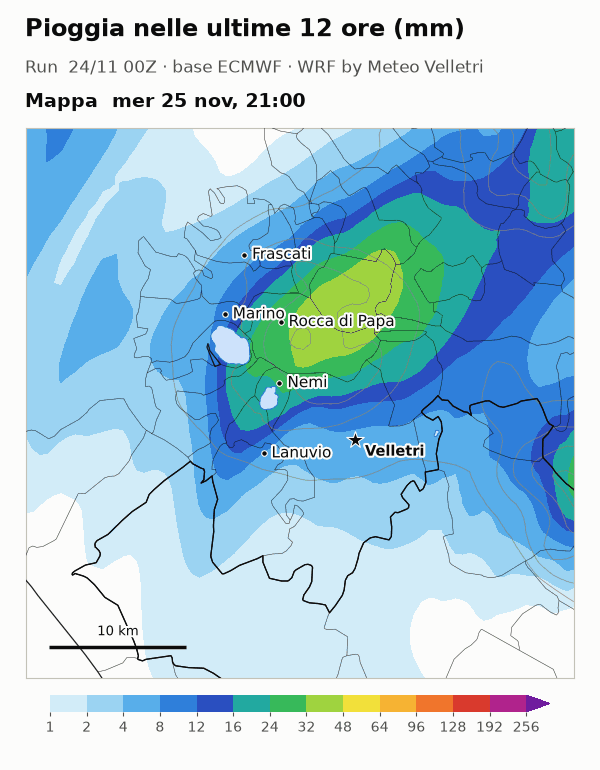 Pioggia nelle ultime 12 ore (mm)
Run  24/11 00Z · base ECMWF · WRF by Meteo Velletri
Mappa  mer 25 nov, 21:00
Frascati
Marino
Rocca di Papa
Nemi
Velletri
Lanuvio
10 km
1 2 4 8 12 16 24 32 48 64 96 128 192 256